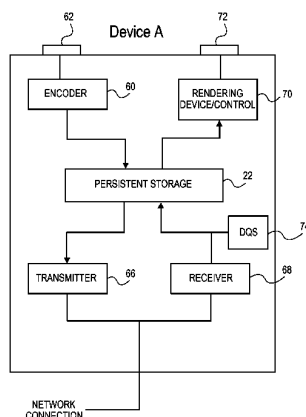 62
Device A
72
ENCODER
60
RENDERING
DEVICE/CONTROL
70
PERSISTENT STORAGE
22
DQS
TRANSMITTER
66
RECEIVER
68
NETWORK
CONNECTION